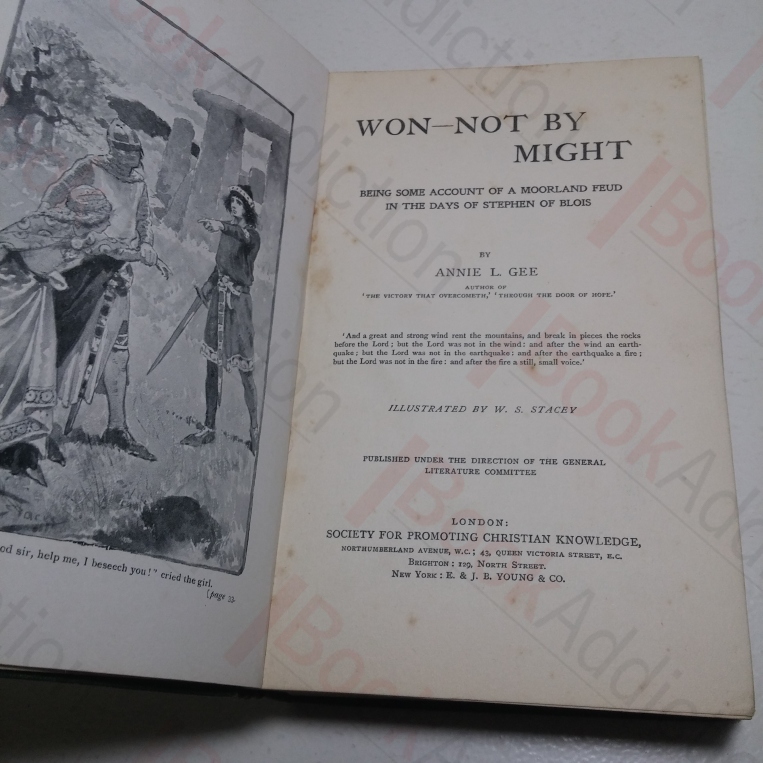 od sir, help me, I beseech you!" cried the girl.
(page 33.
WON—NOT BY
MIGHT
BEING SOME ACCOUNT OF A MOORLAND FEUD
IN THE DAYS OF STEPHEN OF BLOIS
BY
ANNIE L. GEE
AUTHOR OF
'THE VICTORY THAT OVERCOMETH,' 'THROUGH THE DOOR OF HOPE.'
'And a great and strong wind rent the mountains, and break in pieces the rocks
before the Lord; but the Lord was not in the wind: and after the wind an earth-
quake; but the Lord was not in the earthquake: and after the earthquake a fire;
but the Lord was not in the fire: and after the fire a still, small voice.'
ILLUSTRATED BY W. S. STACEY
PUBLISHED UNDER THE DIRECTION OF THE GENERAL
LITERATURE COMMITTEE
LONDON:
SOCIETY FOR PROMOTING CHRISTIAN KNOWLEDGE,
NORTHUMBERLAND AVENUE, W.C.; 43, QUEEN VICTORIA STREET, E.C.
BRIGHTON: 129, NORTH STREET.
NEW YORK: E. & J. B. YOUNG & CO.
BookAddiction